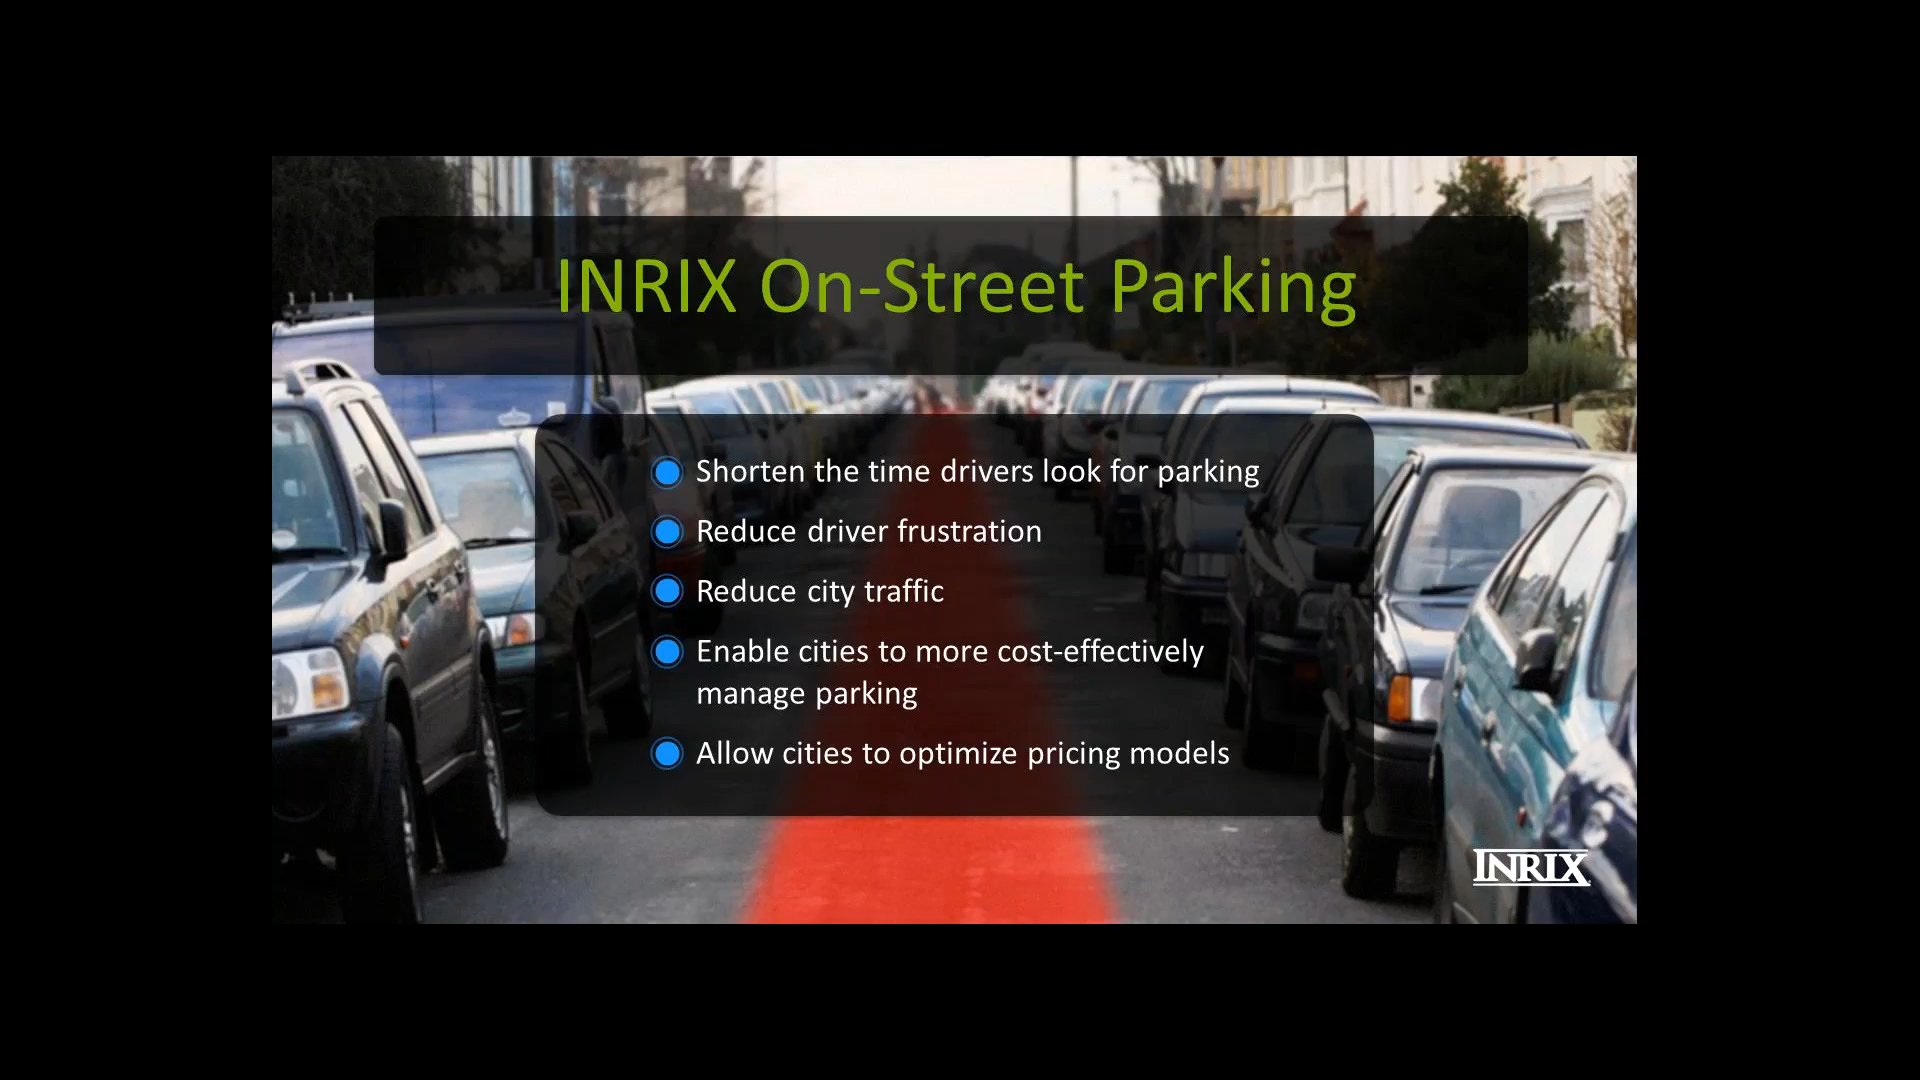 INRIX On-Street Parking
Shorten the time drivers look for parking
Reduce driver frustration
Reduce city traffic
Enable cities to more cost-effectively
manage parking
Allow cities to optimize pricing models
INRIX